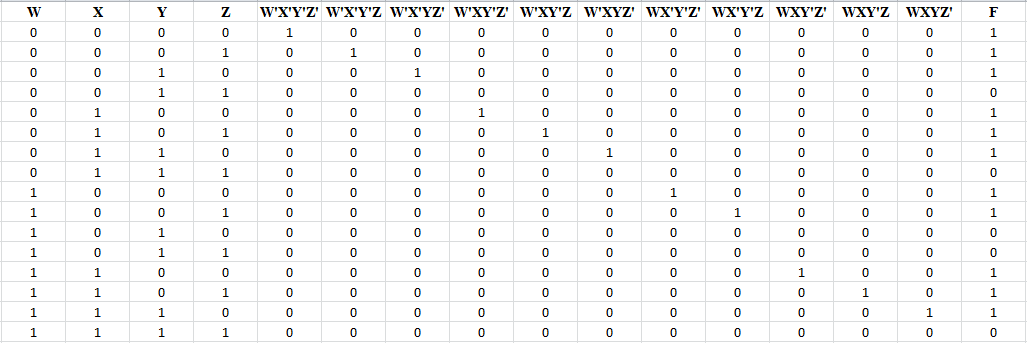 W X Y Z W'X'Y'Z' W'X'Y'Z W'X'YZ' W'XY'Z' W'XY'Z W'XYZ' WX'Y'Z' WX'Y'Z WXY'Z' WXY'Z WXYZ' F
0 0 0 0 1 0 0 0 0 0 0 0 0 0 0 1
0 0 0 1 0 1 0 0 0 0 0 0 0 0 0 1
0 0 1 0 0 0 1 0 0 0 0 0 0 0 0 1
0 0 1 1 0 0 0 0 0 0 0 0 0 0 0 0
0 1 0 0 0 0 0 1 0 0 0 0 0 0 0 1
0 1 0 1 0 0 0 0 1 0 0 0 0 0 0 1
0 1 1 0 0 0 0 0 0 1 0 0 0 0 0 1
0 1 1 1 0 0 0 0 0 0 0 0 0 0 0 0
1 0 0 0 0 0 0 0 0 0 1 0 0 0 0 1
1 0 0 1 0 0 0 0 0 0 0 1 0 0 0 1
1 0 1 0 0 0 0 0 0 0 0 0 0 0 0 0
1 0 1 1 0 0 0 0 0 0 0 0 0 0 0 0
1 1 0 0 0 0 0 0 0 0 0 0 1 0 0 1
1 1 0 1 0 0 0 0 0 0 0 0 0 1 0 1
1 1 1 0 0 0 0 0 0 0 0 0 0 0 1 1
1 1 1 1 0 0 0 0 0 0 0 0 0 0 0 0